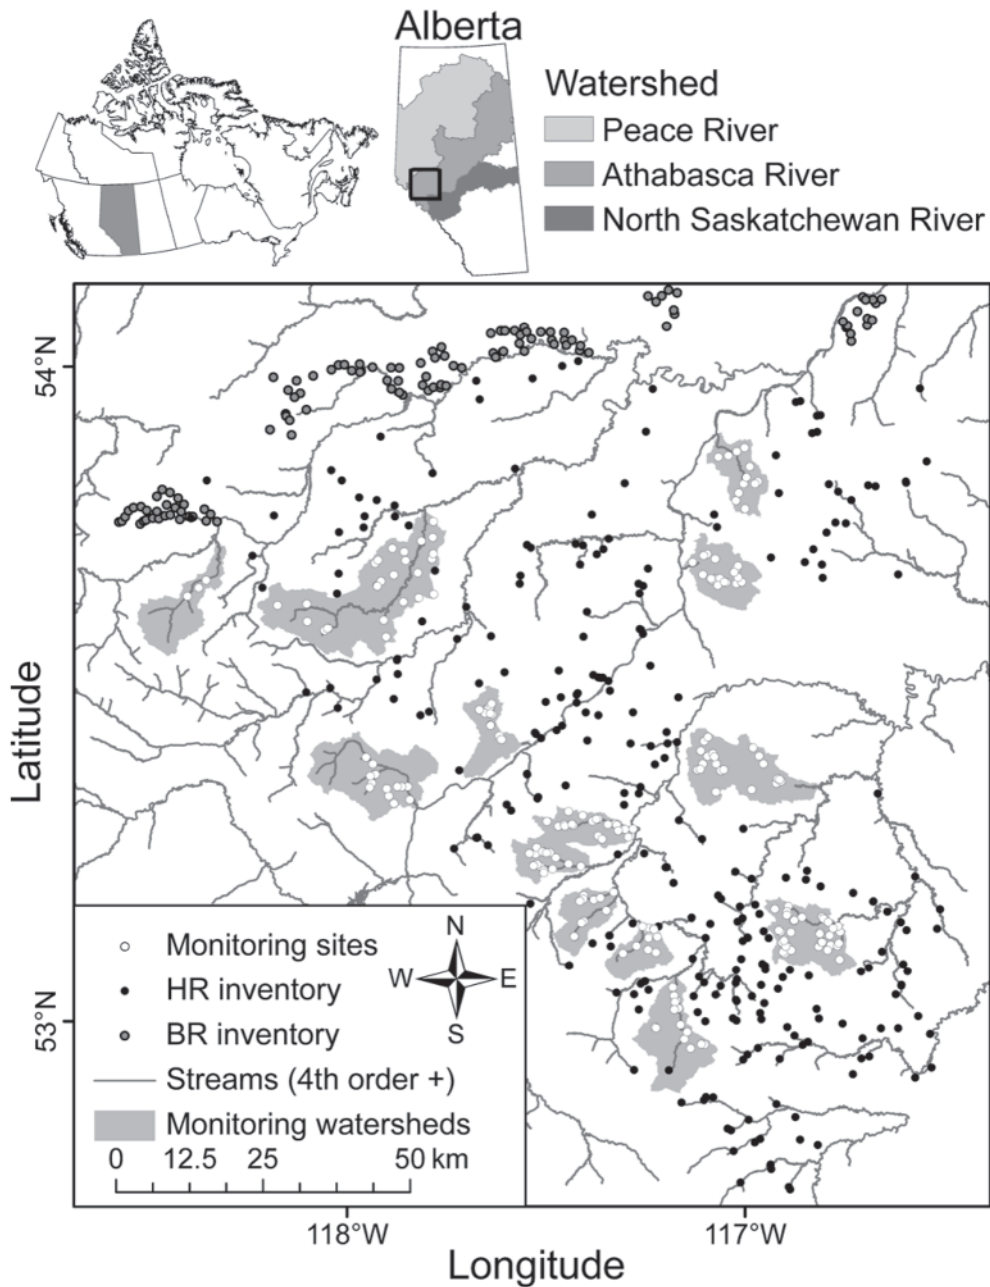 Alberta
Watershed
Peace River
Athabasca River
North Saskatchewan River
54°N
53°N
Latitude
Monitoring sites
HR inventory
BR inventory
Streams (4th order +)
Monitoring watersheds
0 12.5 25 50 km
N
W E
S
118°W 117°W
Longitude